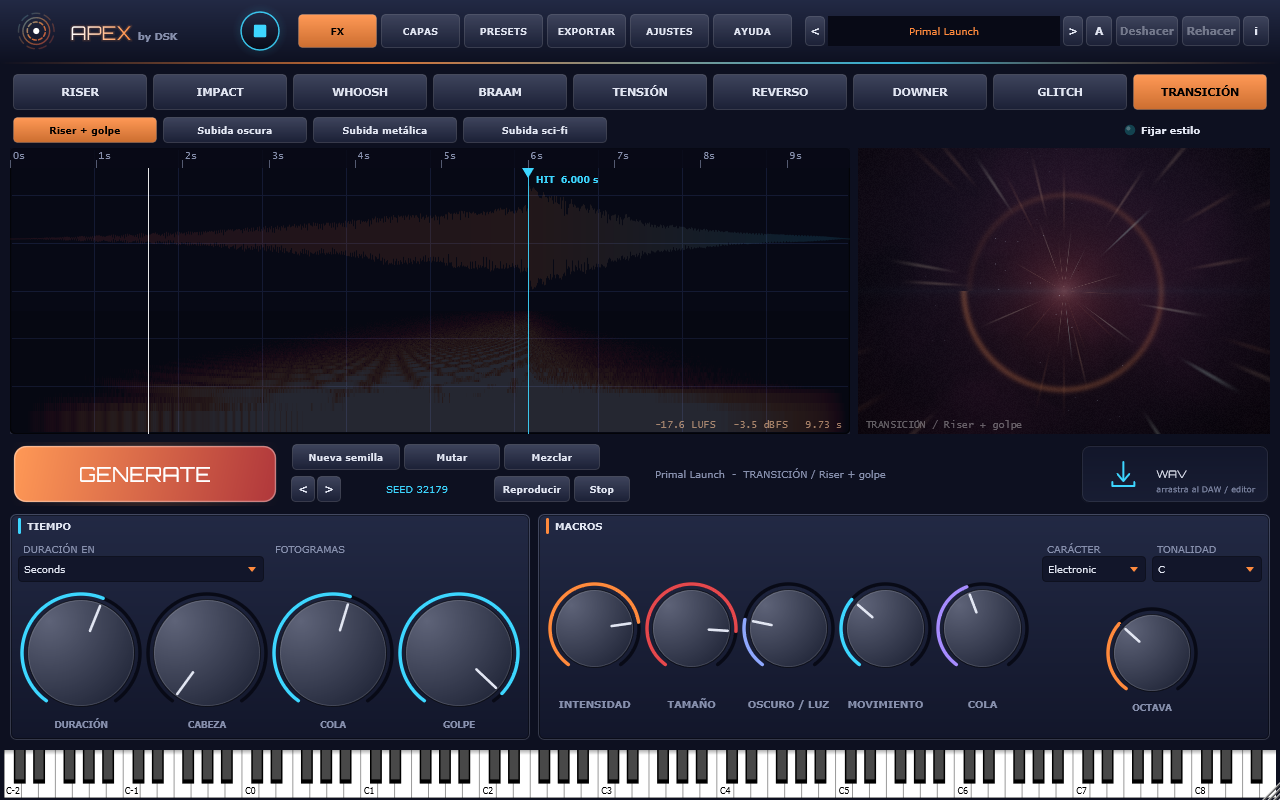 APEX by DSK
FX CAPAS PRESETS EXPORTAR AJUSTES AYUDA < Primal Launch > A Deshacer Rehacer i
RISER IMPACT WHOOSH BRAAM TENSIÓN REVERSO DOWNER GLITCH TRANSICIÓN
Riser + golpe Subida oscura Subida metálica Subida sci-fi Fijar estilo
0s 1s 2s 3s 4s 5s 6s 7s 8s 9s
HIT 6.000 s
-17.6 LUFS -3.5 dBFS 9.73 s
TRANSICIÓN / Riser + golpe
GENERATE
Nueva semilla Mutar Mezclar
< > SEED 32179 Reproducir Stop
Primal Launch - TRANSICIÓN / Riser + golpe
WAV
arrastra al DAW / editor
TIEMPO
DURACIÓN EN FOTOGRAMAS
Seconds
DURACIÓN CABEZA COLA GOLPE
MACROS
CARÁCTER TONALIDAD
Electronic C
INTENSIDAD TAMAÑO OSCURO / LUZ MOVIMIENTO COLA OCTAVA
C-2 C-1 C0 C1 C2 C3 C4 C5 C6 C7 C8